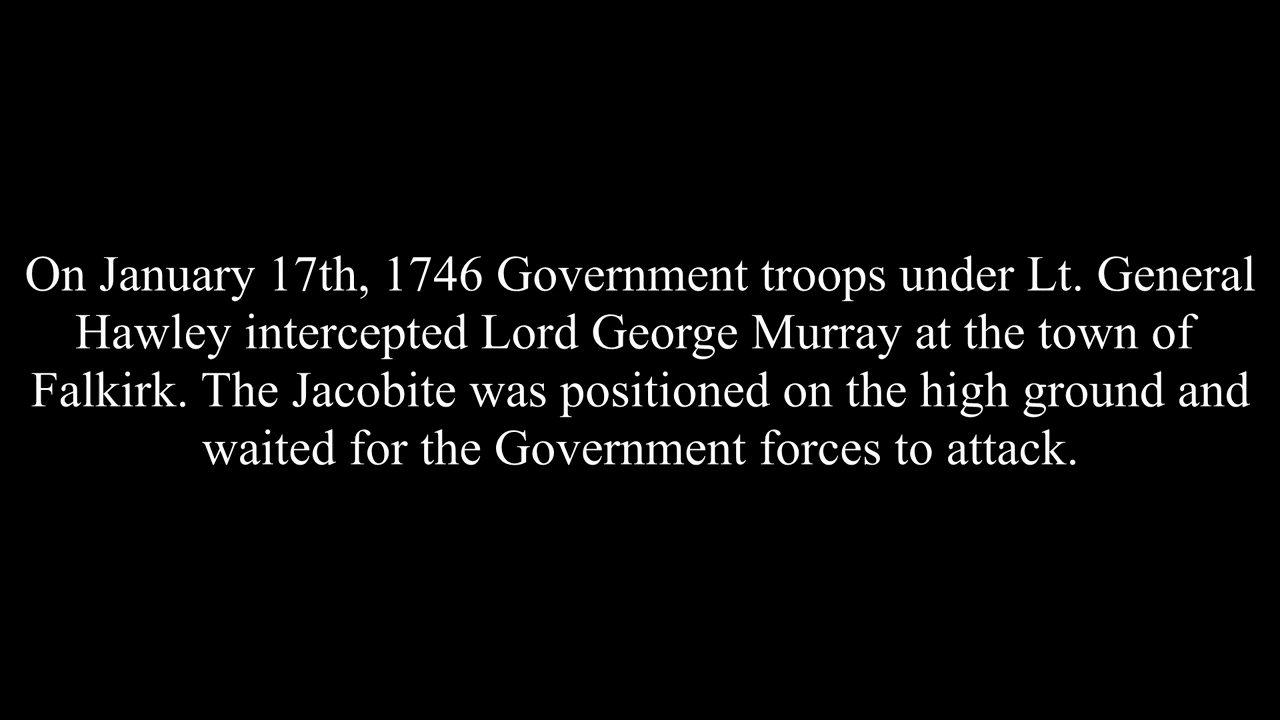 On January 17th, 1746 Government troops under Lt. General
Hawley intercepted Lord George Murray at the town of
Falkirk. The Jacobite was positioned on the high ground and
waited for the Government forces to attack.